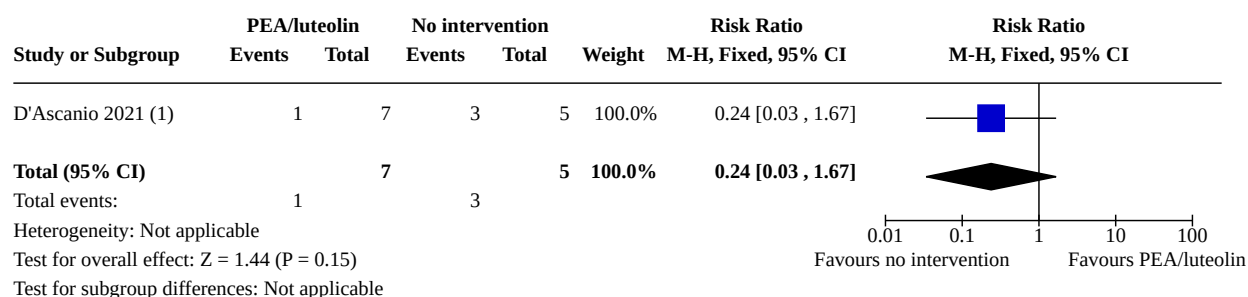 PEA/luteolin No intervention Risk Ratio Risk Ratio
Study or Subgroup Events Total Events Total Weight M-H, Fixed, 95% CI M-H, Fixed, 95% CI
D'Ascanio 2021 (1) 1 7 3 5 100.0% 0.24 [0.03 , 1.67]
Total (95% CI) 7 5 100.0% 0.24 [0.03 , 1.67]
Total events: 1 3
Heterogeneity: Not applicable 0.01 0.1 1 10 100
Test for overall effect: Z = 1.44 (P = 0.15) Favours no intervention Favours PEA/luteolin
Test for subgroup differences: Not applicable